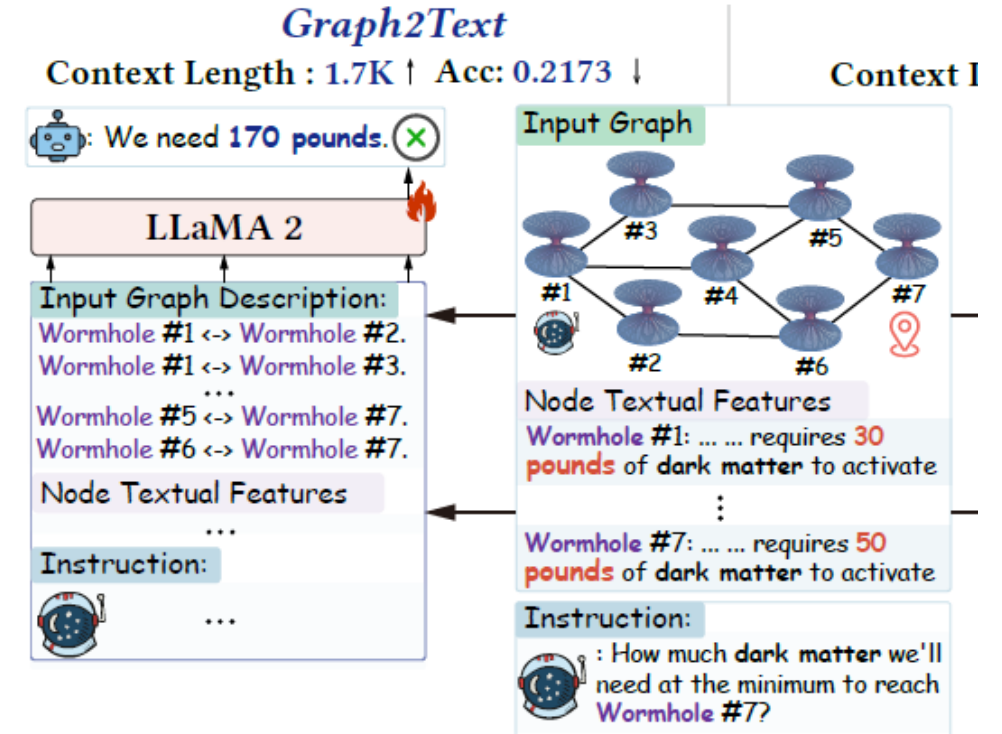 Graph2Text
Context Length : 1.7K ↑ Acc: 0.2173 ↓
: We need 170 pounds.
LLaMA 2
Input Graph Description:
Wormhole #1 <-> Wormhole #2.
Wormhole #1 <-> Wormhole #3.
...
Wormhole #5 <-> Wormhole #7.
Wormhole #6 <-> Wormhole #7.
Node Textual Features
...
Instruction:
...
Context
Input Graph
#3
#5
#1
#4
#7
#2
#6
Node Textual Features
Wormhole #1: ... ... requires 30
pounds of dark matter to activate
⋮
Wormhole #7: ... ... requires 50
pounds of dark matter to activate
Instruction:
: How much dark matter we'll
need at the minimum to reach
Wormhole #7?